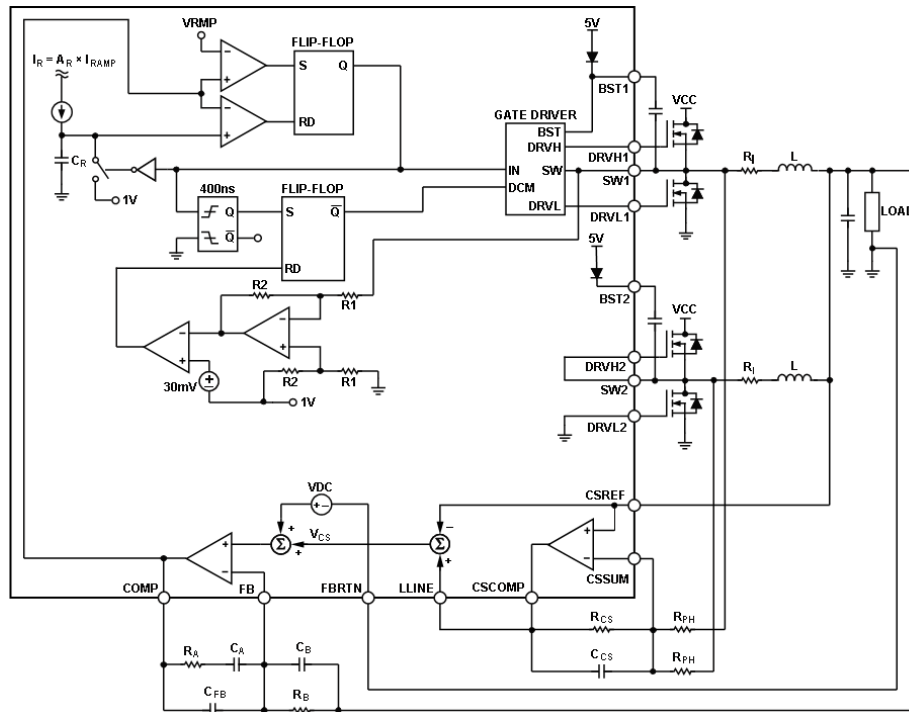 VRMP
FLIP-FLOP
5V
I_R = A_R × I_RAMP
S
Q
BST1
VCC
RD
GATE DRIVER
BST
DRVH
DRVH1
C_R
IN
SW
SW1
R_I
L
1V
400ns
FLIP-FLOP
DCM
DRVL
DRVL1
LOAD
Q
S
Q̅
Q̅
5V
RD
R2
R1
BST2
VCC
DRVH2
30mV
R2
R1
SW2
R_I
L
1V
DRVL2
VDC
CSREF
V_CS
Σ
Σ
CSSUM
COMP
FB
FBRTN
LLINE
CSCOMP
R_CS
R_PH
R_A
C_A
C_B
C_CS
R_PH
C_FB
R_B